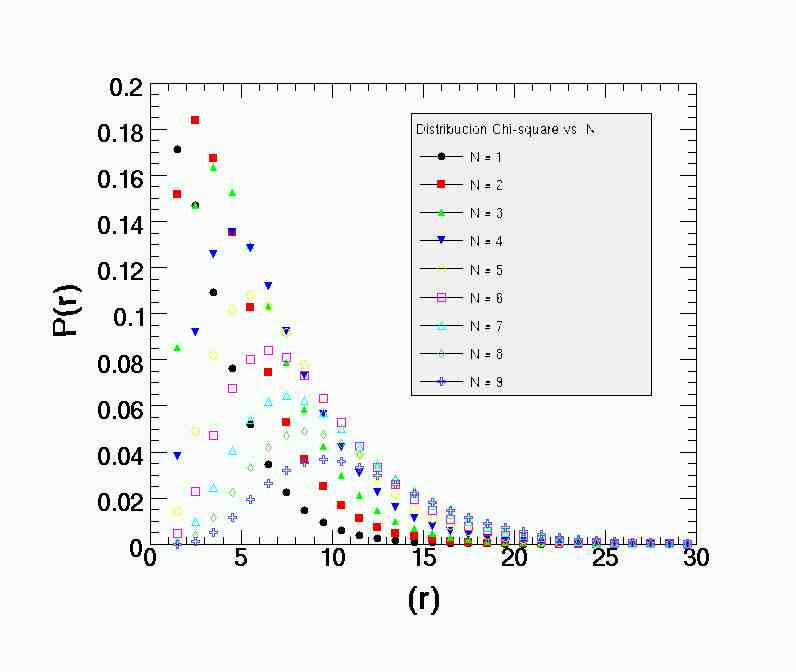 0.2
0.18
0.16
0.14
0.12
0.1
0.08
0.06
0.04
0.02
0
P(r)
Distribucion Chi-square vs N
N = 1
N = 2
N = 3
N = 4
N = 5
N = 6
N = 7
N = 8
N = 9
0 5 10 15 20 25 30
(r)